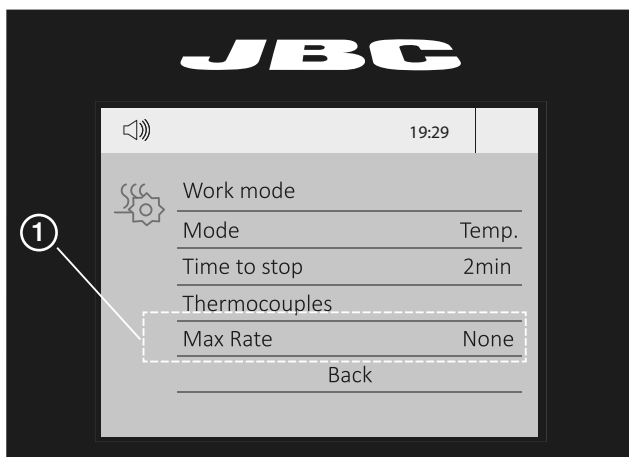 JBC
19:29
Work mode
Mode Temp.
Time to stop 2min
Thermocouples
1
Max Rate None
Back